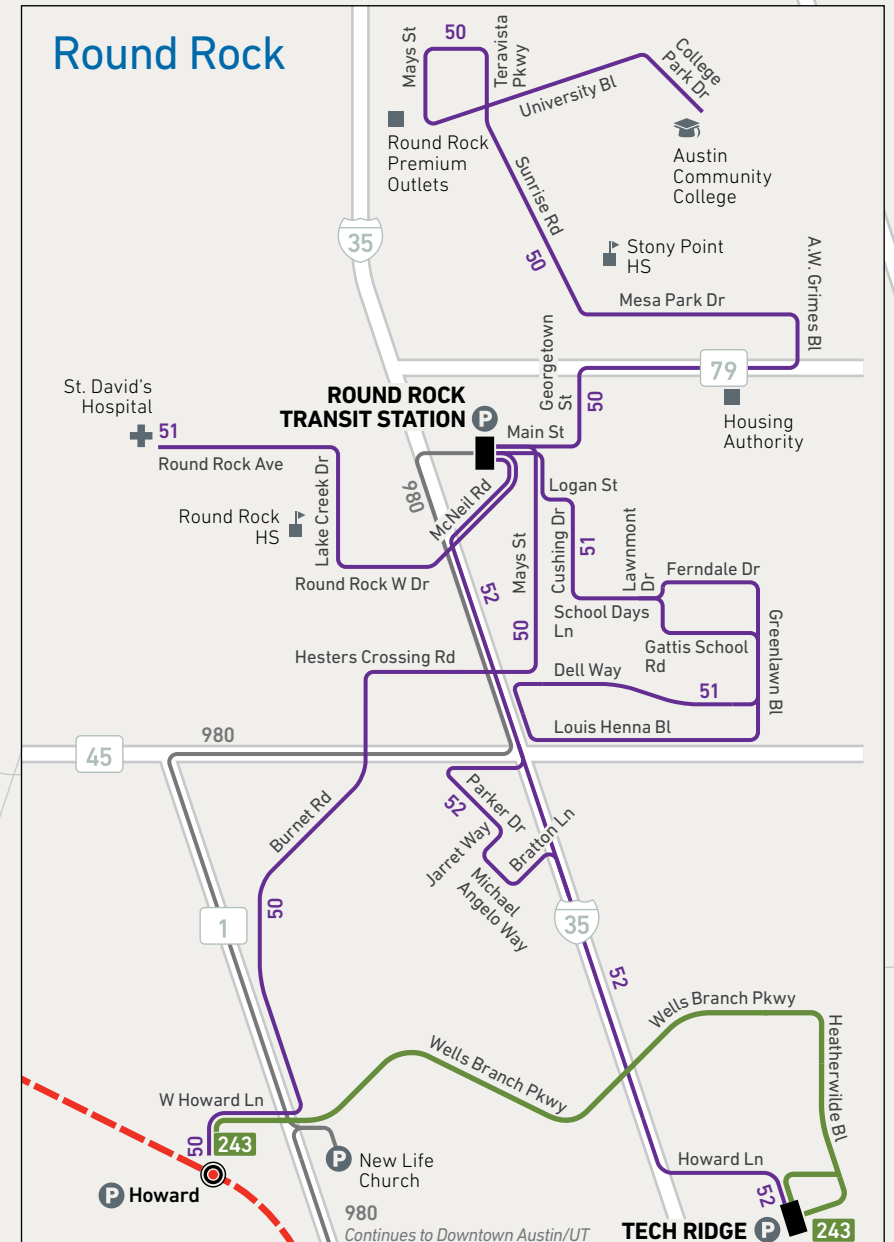 Round Rock
Mays St
50
Teravista
Pkwy
University Bl
College
Park Dr
Round Rock
Premium
Outlets
Austin
Community
College
Sunrise Rd
50
35
Stony Point
HS
Mesa Park Dr
A.W. Grimes Bl
79
Georgetown
St
50
Housing
Authority
St. David's
Hospital
51
Round Rock Ave
ROUND ROCK
TRANSIT STATION P
Main St
980
McNeil Rd
Logan St
Lake Creek Dr
Round Rock
HS
Round Rock W Dr
Mays St
50
Cushing Dr
51
Lawnmont
Dr
Ferndale Dr
School Days
Ln
Gattis School
Rd
Greenlawn Bl
52
Hesters Crossing Rd
Dell Way
51
Louis Henna Bl
45
980
Burnet Rd
50
52
Parker Dr
Jarret Way
Bratton Ln
Michael
Angelo Way
1
35
52
Wells Branch Pkwy
Wells Branch Pkwy
Heatherwilde Bl
W Howard Ln
50
243
P New Life
Church
P Howard
Howard Ln
52
980
Continues to Downtown Austin/UT
TECH RIDGE P
243